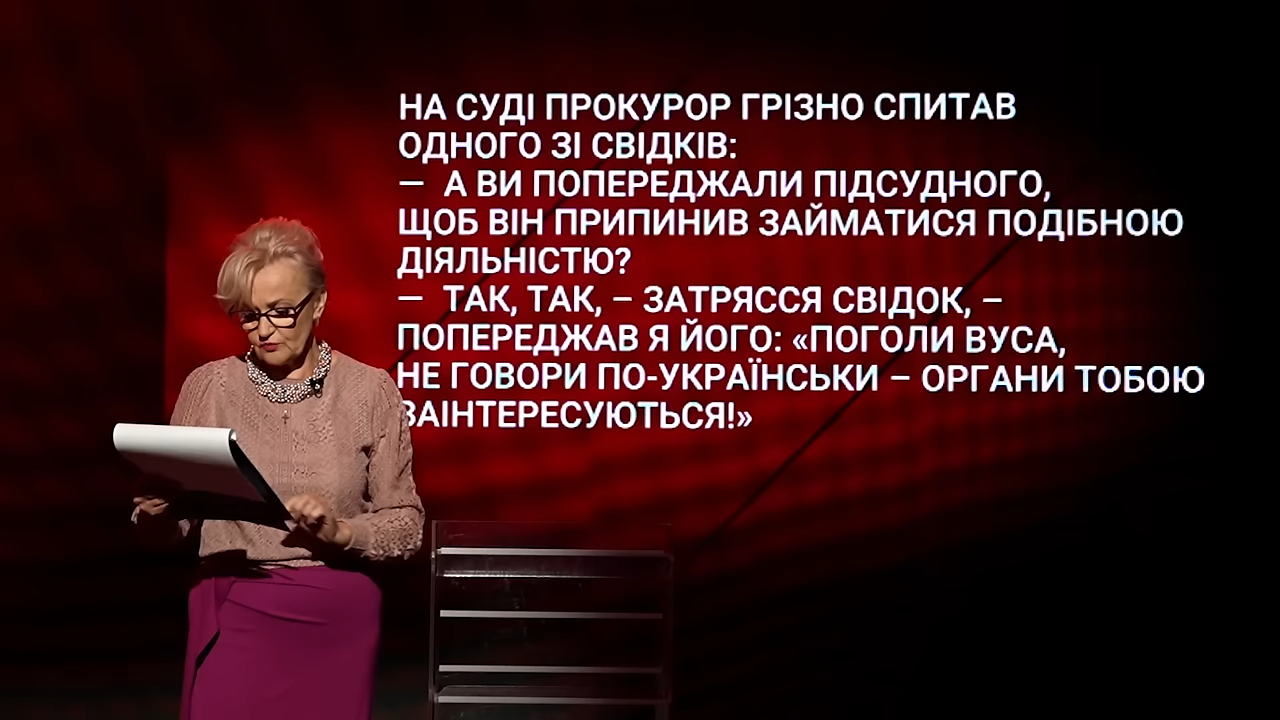 НА СУДІ ПРОКУРОР ГРІЗНО СПИТАВ
ОДНОГО ЗІ СВІДКІВ:
— А ВИ ПОПЕРЕДЖАЛИ ПІДСУДНОГО,
ЩОБ ВІН ПРИПИНИВ ЗАЙМАТИСЯ ПОДІБНОЮ
ДІЯЛЬНІСТЮ?
— ТАК, ТАК, – ЗАТРЯССЯ СВІДОК, –
ПОПЕРЕДЖАВ Я ЙОГО: «ПОГОЛИ ВУСА,
НЕ ГОВОРИ ПО-УКРАЇНСЬКИ – ОРГАНИ ТОБОЮ
ЗАІНТЕРЕСУЮТЬСЯ!»